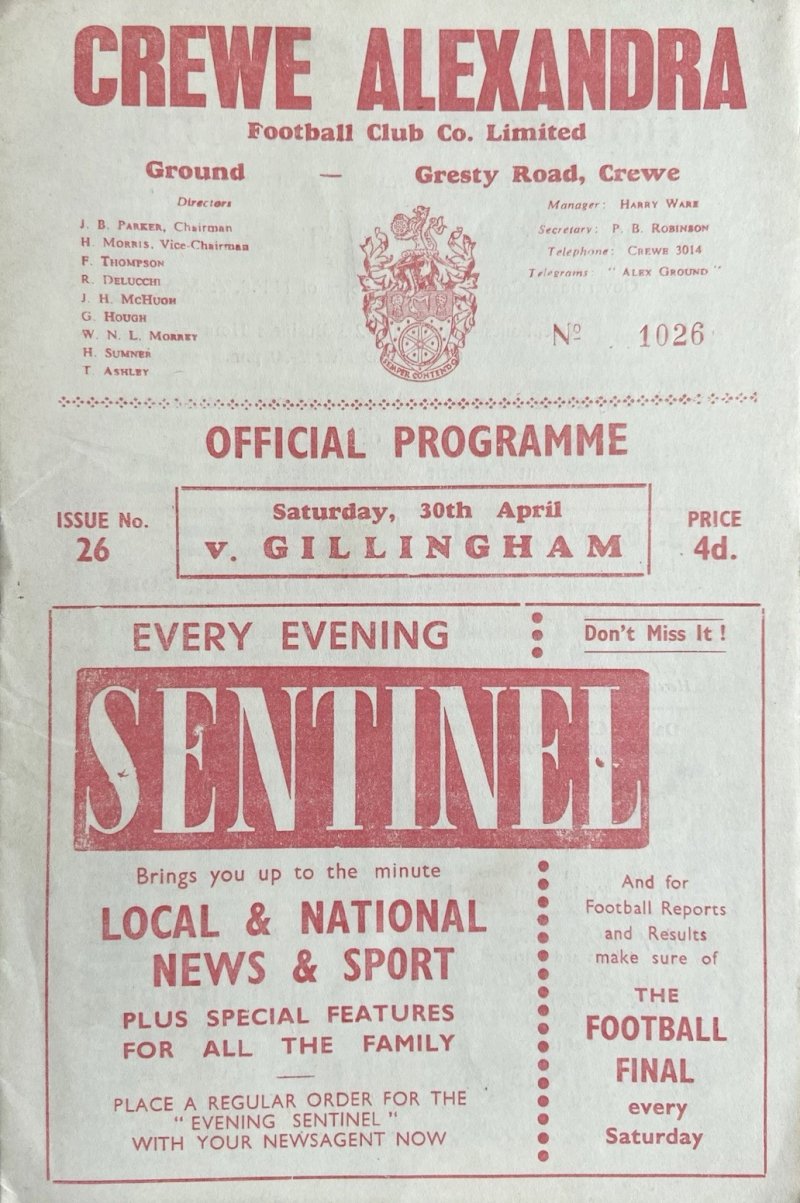 CREWE ALEXANDRA
Football Club Co. Limited
Ground — Gresty Road, Crewe
Directors
J. B. PARKER, Chairman
H. MORRIS, Vice-Chairman
F. THOMPSON
R. DELUCCHI
J. H. McHUGH
G. HOUGH
W. N. L. MORREY
H. SUMNER
T. ASHLEY
Manager: HARRY WARE
Secretary: P. B. ROBINSON
Telephone: CREWE 3014
Telegrams: "ALEX GROUND"
Nº 1026
SEMPER CONTENDO
OFFICIAL PROGRAMME
ISSUE No.
26
Saturday, 30th April
v. GILLINGHAM
PRICE
4d.
EVERY EVENING
SENTINEL
Brings you up to the minute
LOCAL & NATIONAL
NEWS & SPORT
PLUS SPECIAL FEATURES
FOR ALL THE FAMILY
PLACE A REGULAR ORDER FOR THE
"EVENING SENTINEL"
WITH YOUR NEWSAGENT NOW
Don't Miss It!
And for
Football Reports
and Results
make sure of
THE
FOOTBALL
FINAL
every
Saturday